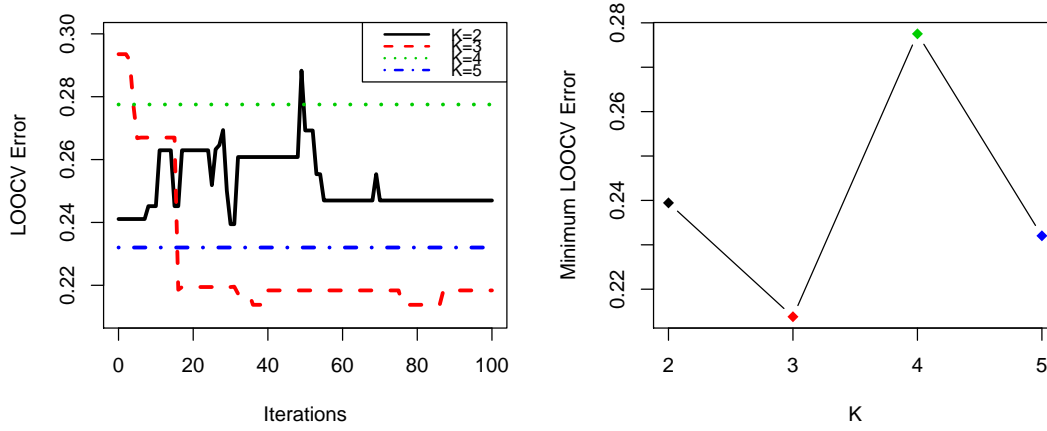 LOOCV Error
0.30
0.28
0.26
0.24
0.22
K=2
K=3
K=4
K=5
0 20 40 60 80 100
Iterations
Minimum LOOCV Error
0.28
0.26
0.24
0.22
2 3 4 5
K